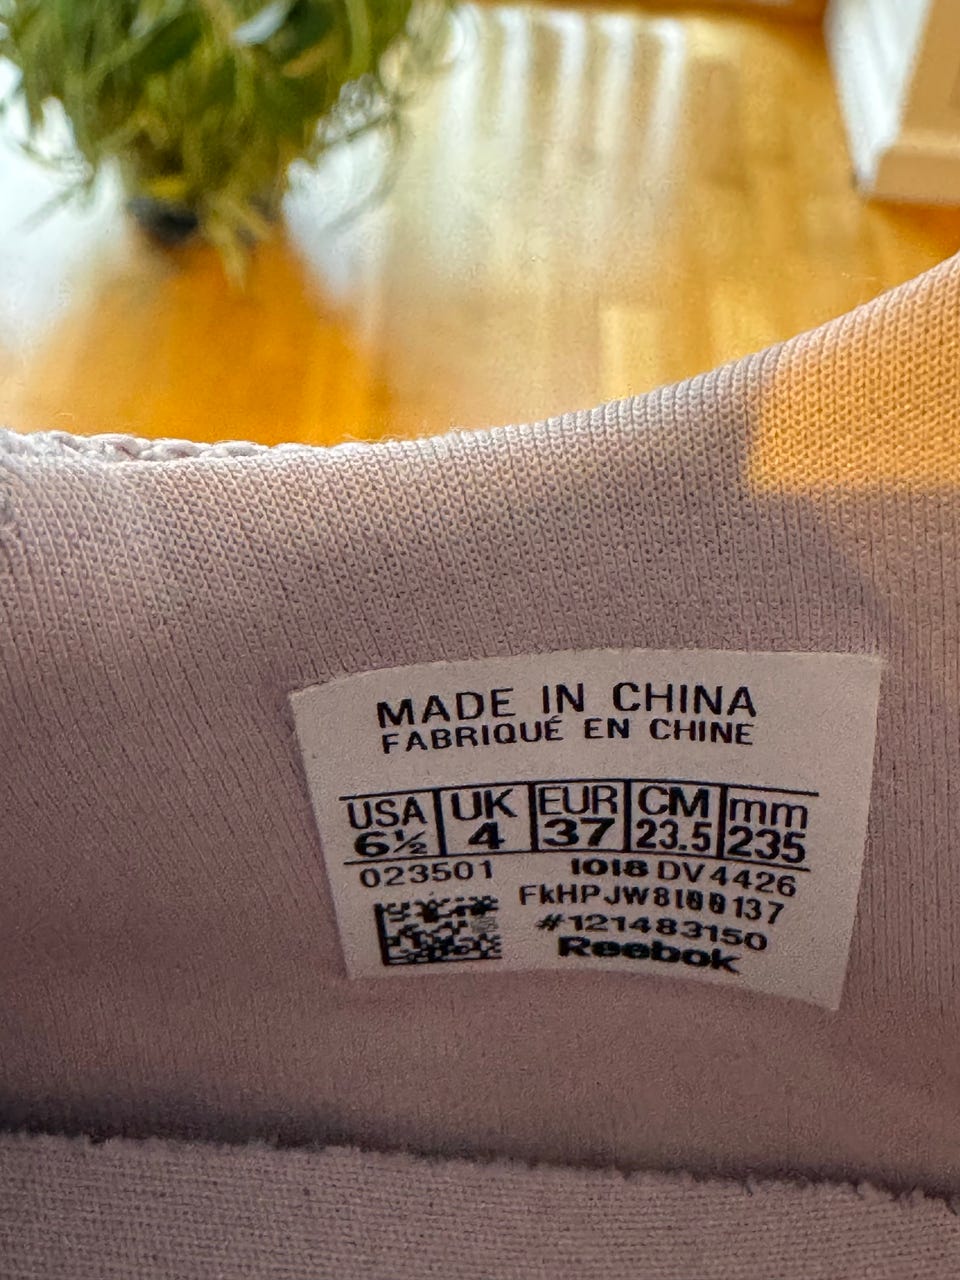 MADE IN CHINA
FABRIQUÉ EN CHINE
USA UK EUR CM mm
6½ 4 37 23.5 235
023501 1018 DV4426
#121483150
Reebok